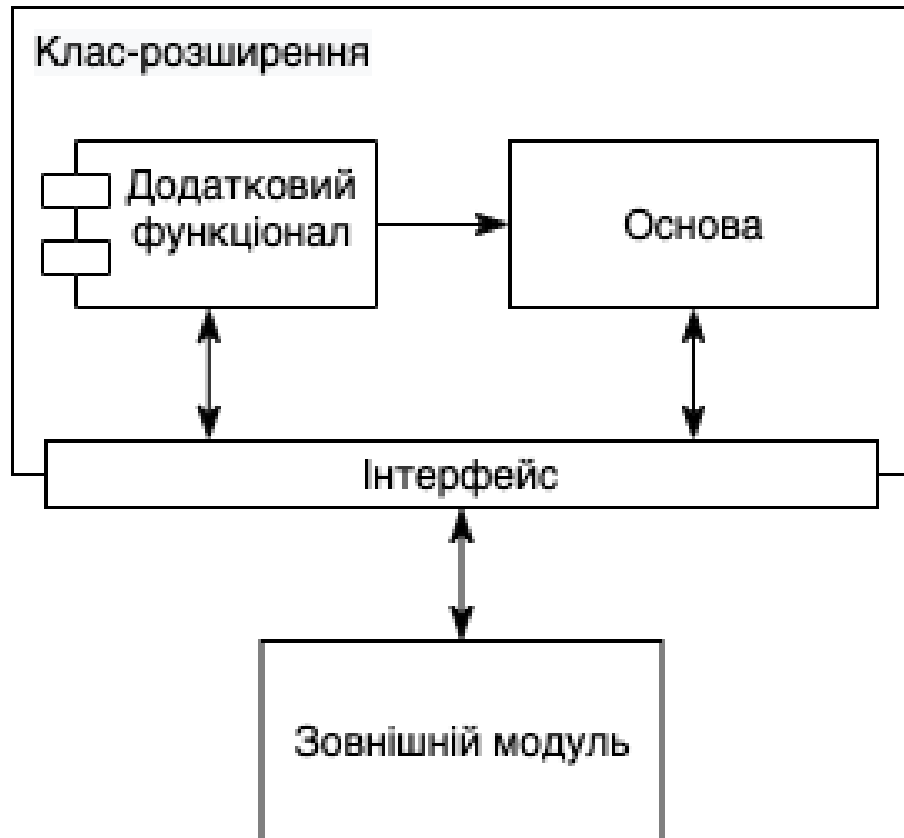 Клас-розширення
Додатковий
функціонал
Основа
Інтерфейс
Зовнішній модуль